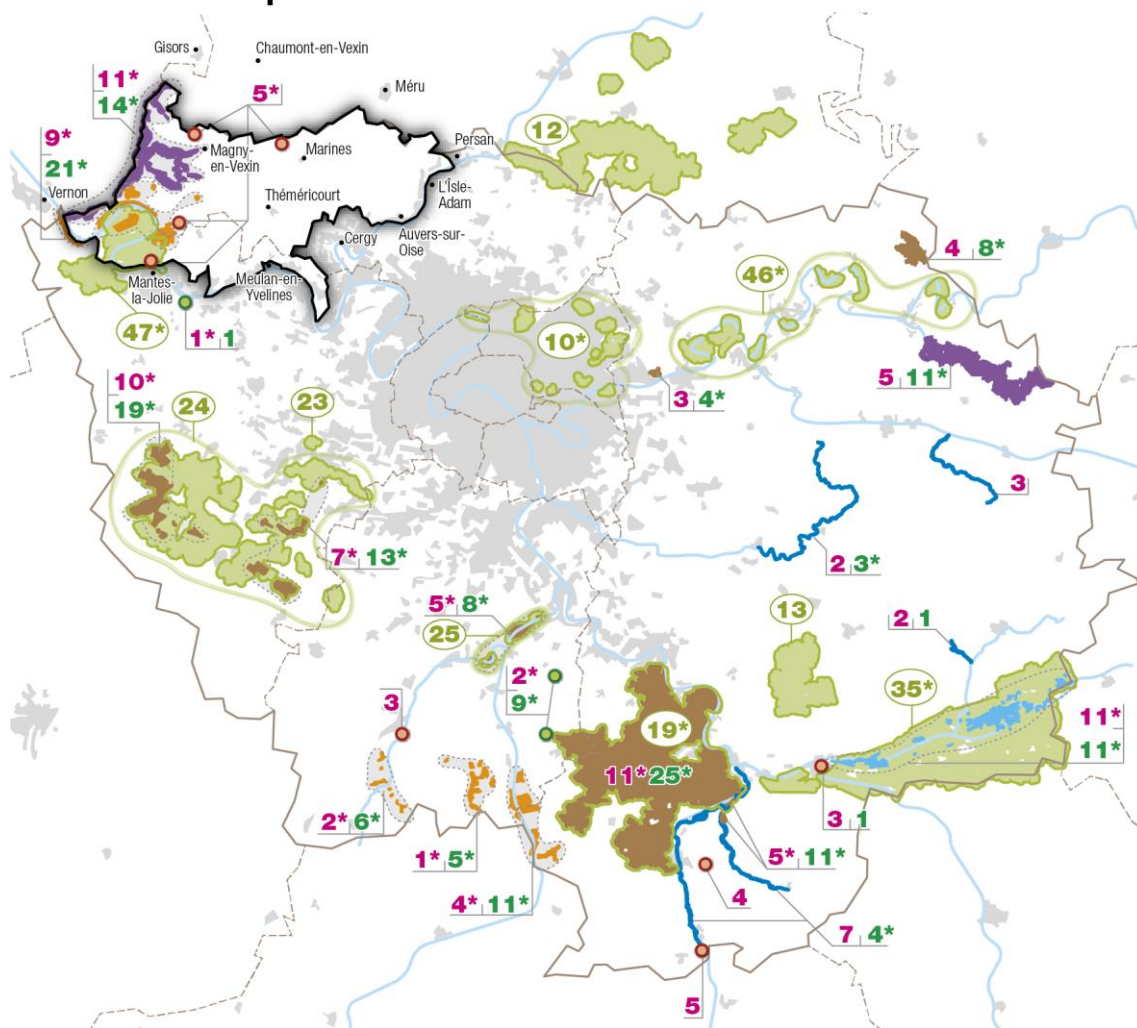 Gisors
Chaumont-en-Vexin
Méru
11*
14*
5*
9*
21*
Vernon
Magny-
en-Vexin
Marines
Persan
L'Îsle-
Adam
Théméricourt
Auvers-sur-
Oise
Cergy
Mantes-
la-Jolie
Meulan-en-
Yvelines
12
47*
1* 1
4 8*
46*
10*
3 4*
5 11*
10*
19*
24
23
3
7* 13*
2 3*
5* 8*
25
13
2 1
2*
9*
3
35*
11*
11*
19*
11* 25*
2* 6*
1* 5*
4* 11*
3 1
5* 11*
4
7 4*
5